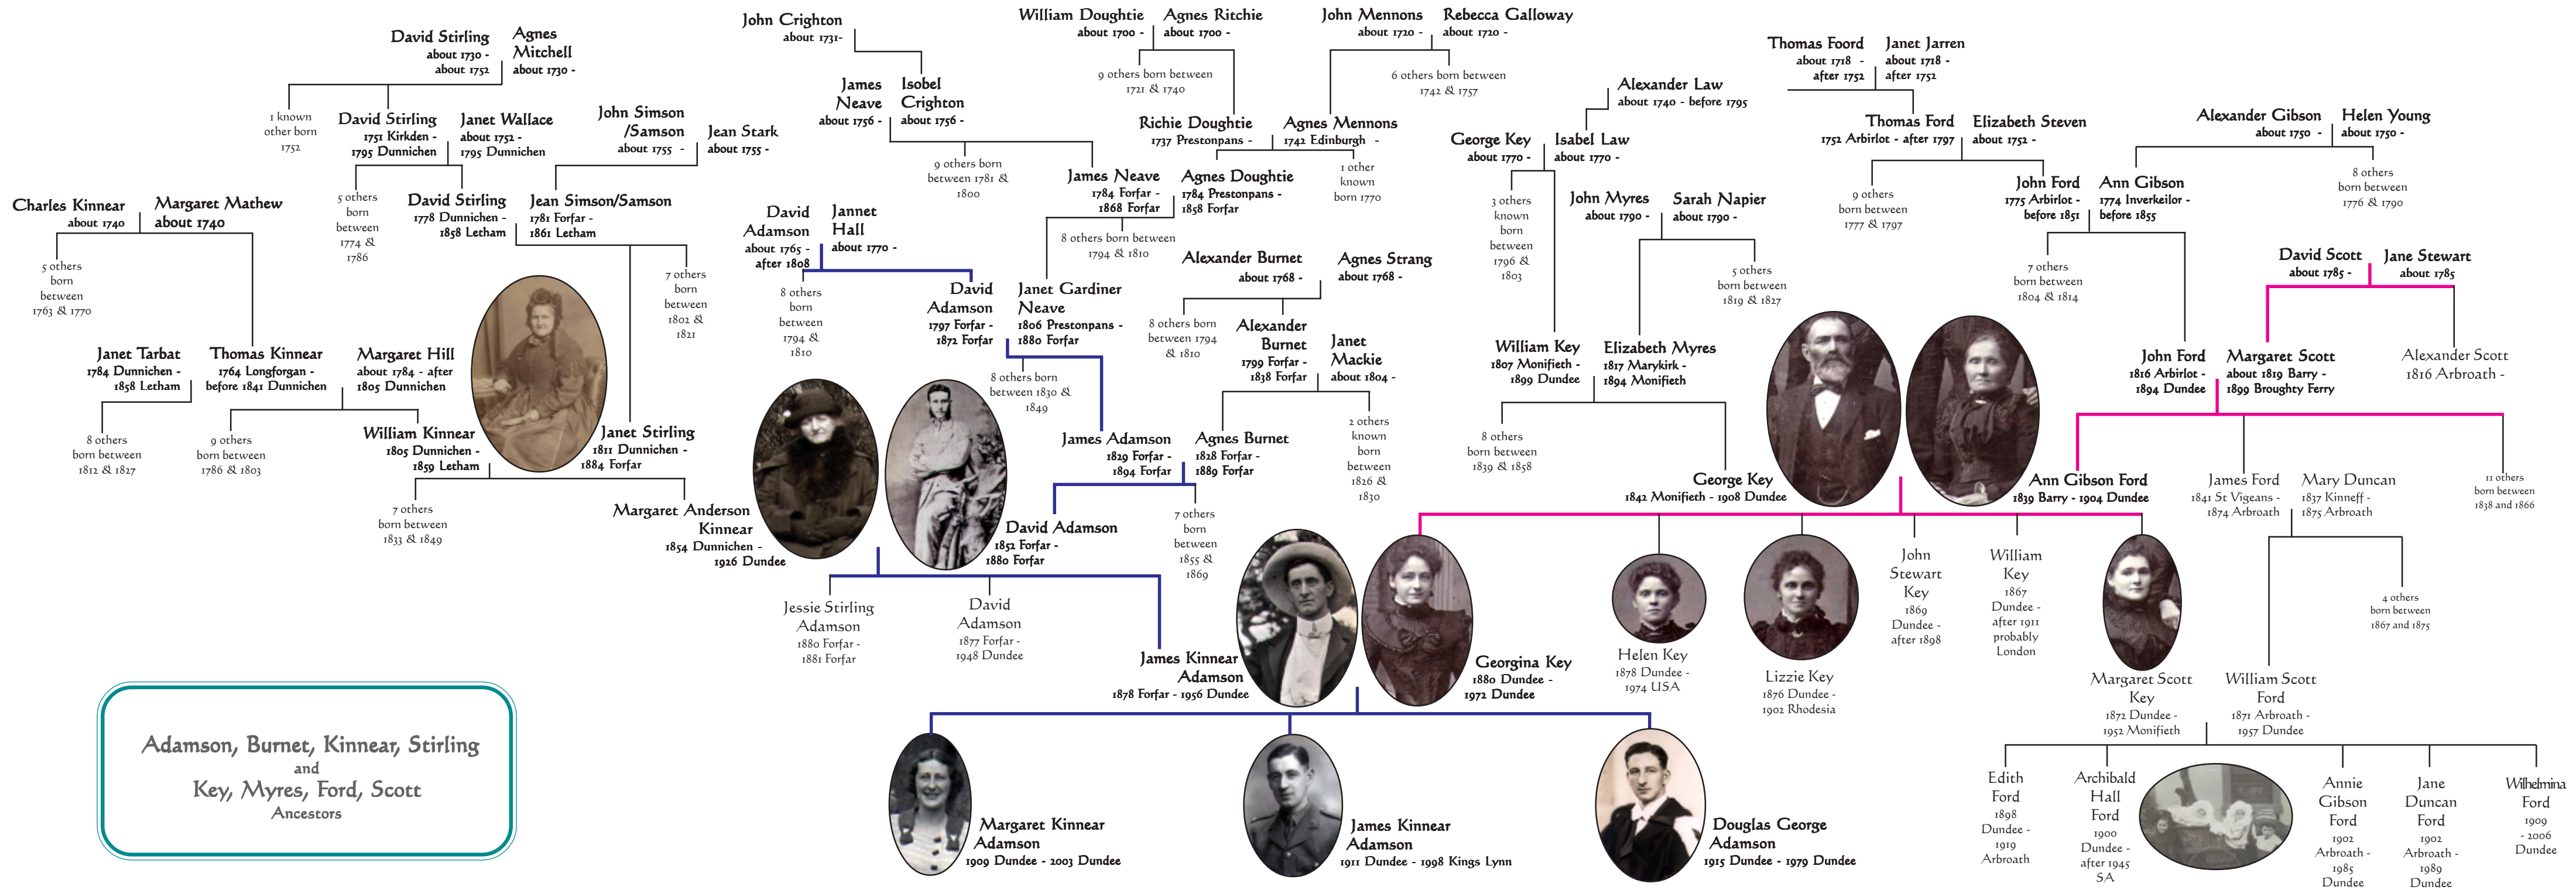 David Stirling
about 1730 -
about 1752
Agnes
Mitchell
about 1730 -
1 known
other born
1752
David Stirling
1751 Kirkden -
1795 Dunnichen
Janet Wallace
about 1752 -
1795 Dunnichen
John Simson
/Samson
about 1755 -
Jean Stark
about 1755 -
Charles Kinnear
about 1740
Margaret Mathew
about 1740
5 others
born
between
1774 &
1786
David Stirling
1778 Dunnichen -
1858 Letham
Jean Simson/Samson
1781 Forfar -
1861 Letham
5 others
born
between
1763 & 1770
7 others
born
between
1802 &
1821
Janet Tarbat
1784 Dunnichen -
1858 Letham
Thomas Kinnear
1764 Longforgan -
before 1841 Dunnichen
Margaret Hill
about 1784 - after
1805 Dunnichen
8 others
born between
1812 & 1827
9 others
born between
1786 & 1803
William Kinnear
1805 Dunnichen -
1859 Letham
Janet Stirling
1811 Dunnichen -
1884 Forfar
7 others
born between
1833 & 1849
Margaret Anderson
Kinnear
1854 Dunnichen -
1926 Dundee
John Crighton
about 1731-
James
Neave
about 1756 -
Isobel
Crighton
about 1756 -
9 others born
between 1781 &
1800
William Doughtie
about 1700 -
Agnes Ritchie
about 1700 -
9 others born between
1721 & 1740
John Mennons
about 1720 -
Rebecca Galloway
about 1720 -
6 others born between
1742 & 1757
Richie Doughtie
1737 Prestonpans -
Agnes Mennons
1742 Edinburgh -
1 other
known
born 1770
James Neave
1784 Forfar -
1868 Forfar
Agnes Doughtie
1784 Prestonpans -
1858 Forfar
8 others born between
1794 & 1810
David
Adamson
about 1765 -
after 1808
Jannet
Hall
about 1770 -
8 others
born
between
1794 &
1810
David
Adamson
1797 Forfar -
1872 Forfar
Janet Gardiner
Neave
1806 Prestonpans -
1880 Forfar
8 others born
between 1830 &
1849
Alexander Burnet
about 1768 -
Agnes Strang
about 1768 -
8 others born
between 1794
& 1810
Alexander
Burnet
1799 Forfar -
1838 Forfar
Janet
Mackie
about 1804 -
2 others
known
born
between
1826 &
1830
James Adamson
1829 Forfar -
1894 Forfar
Agnes Burnet
1828 Forfar -
1889 Forfar
David Adamson
1852 Forfar -
1880 Forfar
7 others
born
between
1855 &
1869
Jessie Stirling
Adamson
1880 Forfar -
1881 Forfar
David
Adamson
1877 Forfar -
1948 Dundee
James Kinnear
Adamson
1878 Forfar - 1956 Dundee
Georgina Key
1880 Dundee -
1972 Dundee
Alexander Law
about 1740 - before 1795
George Key
about 1770 -
Isabel Law
about 1770 -
3 others
known
born
between
1796 &
1803
John Myres
about 1790 -
Sarah Napier
about 1790 -
5 others
born between
1819 & 1827
William Key
1807 Monifieth -
1899 Dundee
Elizabeth Myres
1817 Marykirk -
1894 Monifieth
8 others
born between
1839 & 1858
George Key
1842 Monifieth - 1908 Dundee
Thomas Foord
about 1718 -
after 1752
Janet Jarren
about 1718 -
after 1752
Thomas Ford
1752 Arbirlot - after 1797
Elizabeth Steven
about 1752 -
9 others
born between
1777 & 1797
Alexander Gibson
about 1750 -
Helen Young
about 1750 -
8 others
born between
1776 & 1790
John Ford
1775 Arbirlot -
before 1851
Ann Gibson
1774 Inverkeilor -
before 1855
7 others
born between
1804 & 1814
David Scott
about 1785 -
Jane Stewart
about 1785
John Ford
1816 Arbirlot -
1894 Dundee
Margaret Scott
about 1819 Barry -
1899 Broughty Ferry
Alexander Scott
1816 Arbroath -
Ann Gibson Ford
1839 Barry - 1904 Dundee
James Ford
1841 St Vigeans -
1874 Arbroath
Mary Duncan
1837 Kinneff -
1875 Arbroath
11 others
born between
1838 and 1866
Helen Key
1878 Dundee -
1974 USA
Lizzie Key
1876 Dundee -
1902 Rhodesia
John
Stewart
Key
1869
Dundee -
after 1898
William
Key
1867
Dundee -
after 1911
probably
London
Margaret Scott
Key
1872 Dundee -
1952 Monifieth
William Scott
Ford
1871 Arbroath -
1957 Dundee
4 others
born between
1867 and 1875
Edith
Ford
1898
Dundee -
1919
Arbroath
Archibald
Hall
Ford
1900
Dundee -
after 1945
SA
Annie
Gibson
Ford
1902
Arbroath -
1985
Dundee
Jane
Duncan
Ford
1902
Arbroath -
1989
Dundee
Wilhelmina
Ford
1909
- 2006
Dundee
Margaret Kinnear
Adamson
1909 Dundee - 2003 Dundee
James Kinnear
Adamson
1911 Dundee - 1998 Kings Lynn
Douglas George
Adamson
1915 Dundee - 1979 Dundee
Adamson, Burnet, Kinnear, Stirling
and
Key, Myres, Ford, Scott
Ancestors